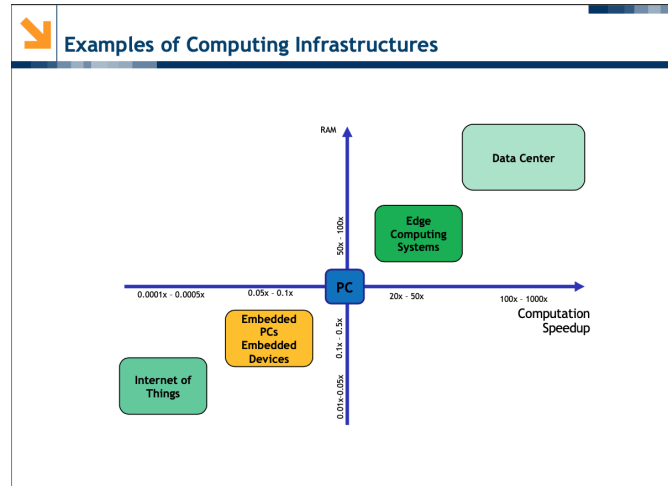 Examples of Computing Infrastructures
RAM
Data Center
Edge
Computing
Systems
50x - 100x
PC
0.0001x - 0.0005x
0.05x - 0.1x
20x - 50x
100x - 1000x
Computation
Speedup
Embedded
PCs
Embedded
Devices
0.1x - 0.5x
Internet of
Things
0.01x-0.05x